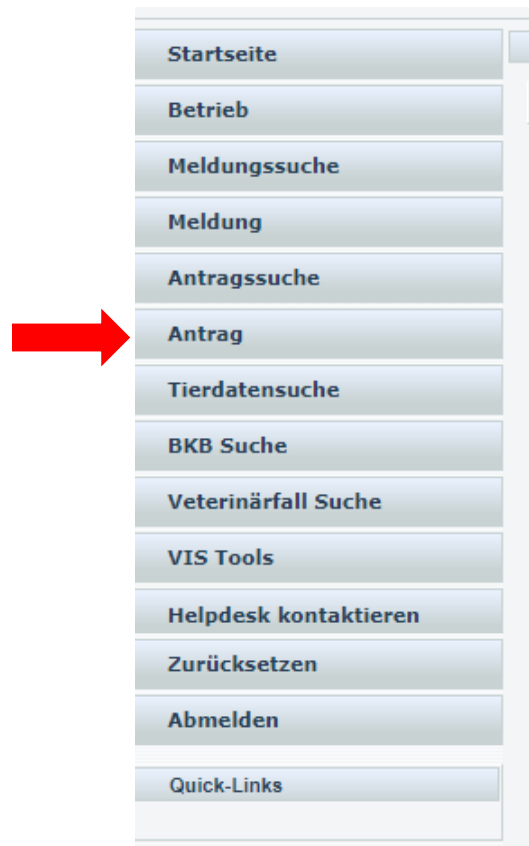 Startseite
Betrieb
Meldungssuche
Meldung
Antragssuche
Antrag
Tierdatensuche
BKB Suche
Veterinärfall Suche
VIS Tools
Helpdesk kontaktieren
Zurücksetzen
Abmelden
Quick-Links